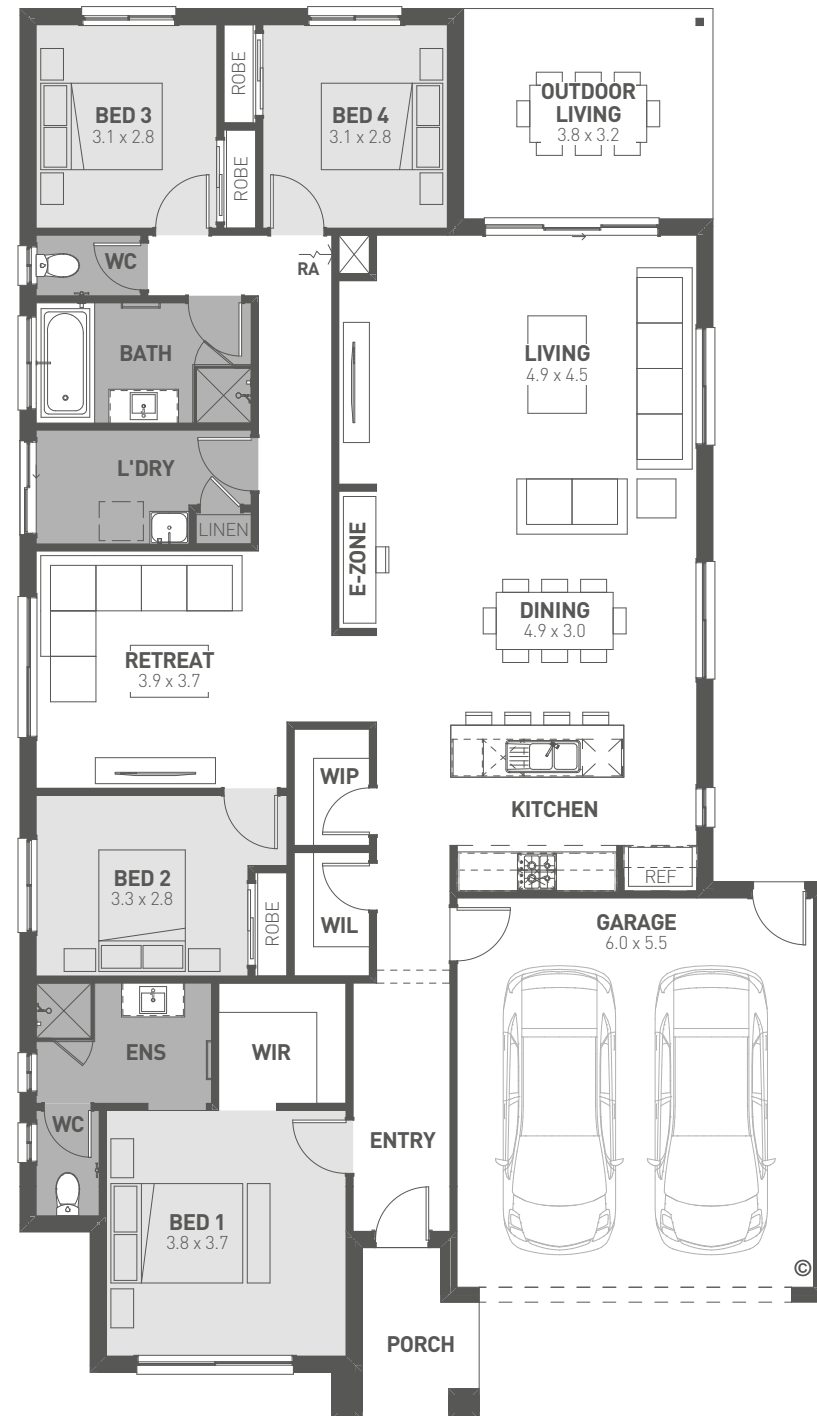 BED 3
3.1 x 2.8
ROBE
ROBE
BED 4
3.1 x 2.8
OUTDOOR
LIVING
3.8 x 3.2
WC
RA
BATH
LIVING
4.9 x 4.5
L'DRY
LINEN
E-ZONE
DINING
4.9 x 3.0
RETREAT
3.9 x 3.7
WIP
KITCHEN
BED 2
3.3 x 2.8
ROBE
WIL
REF
GARAGE
6.0 x 5.5
ENS
WIR
WC
ENTRY
BED 1
3.8 x 3.7
©
PORCH